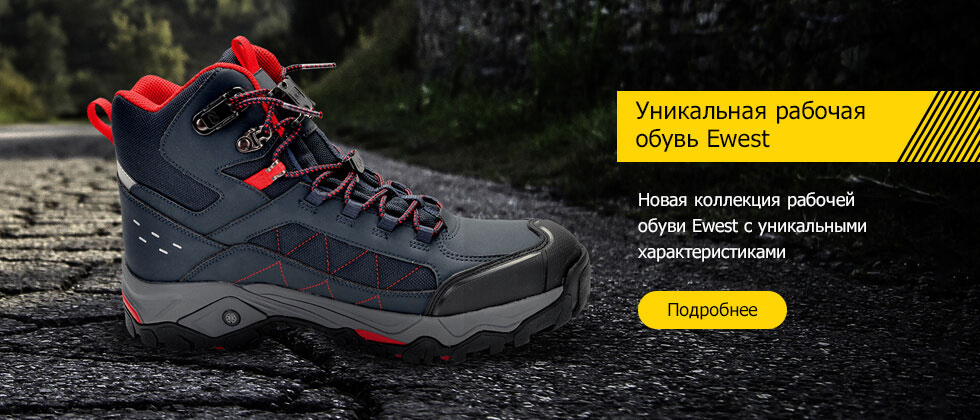 Уникальная рабочая
обувь Ewest
Новая коллекция рабочей
обуви Ewest с уникальными
характеристиками
Подробнее